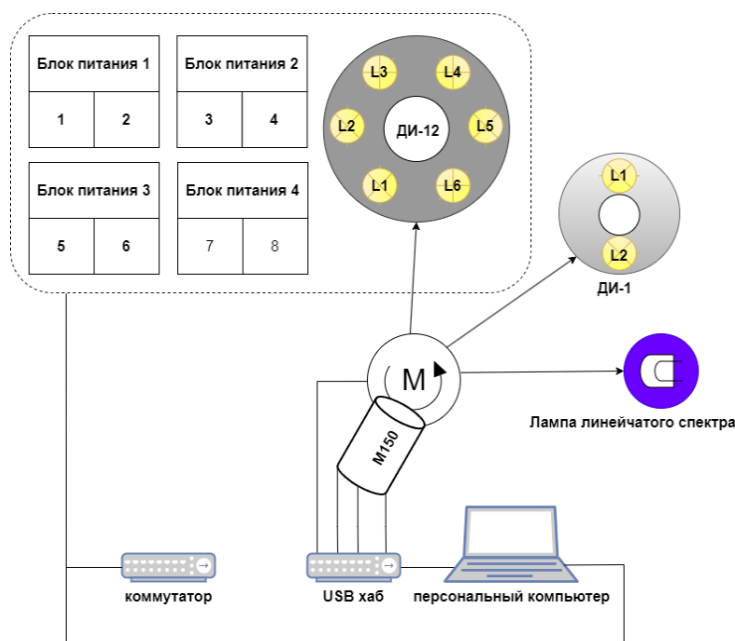 Блок питания 1
1 2
Блок питания 2
3 4
Блок питания 3
5 6
Блок питания 4
7 8
L3 L4
L2 ДИ-12 L5
L1 L6
L1
L2
ДИ-1
М
М150
Лампа линейчатого спектра
коммутатор
USB хаб
персональный компьютер